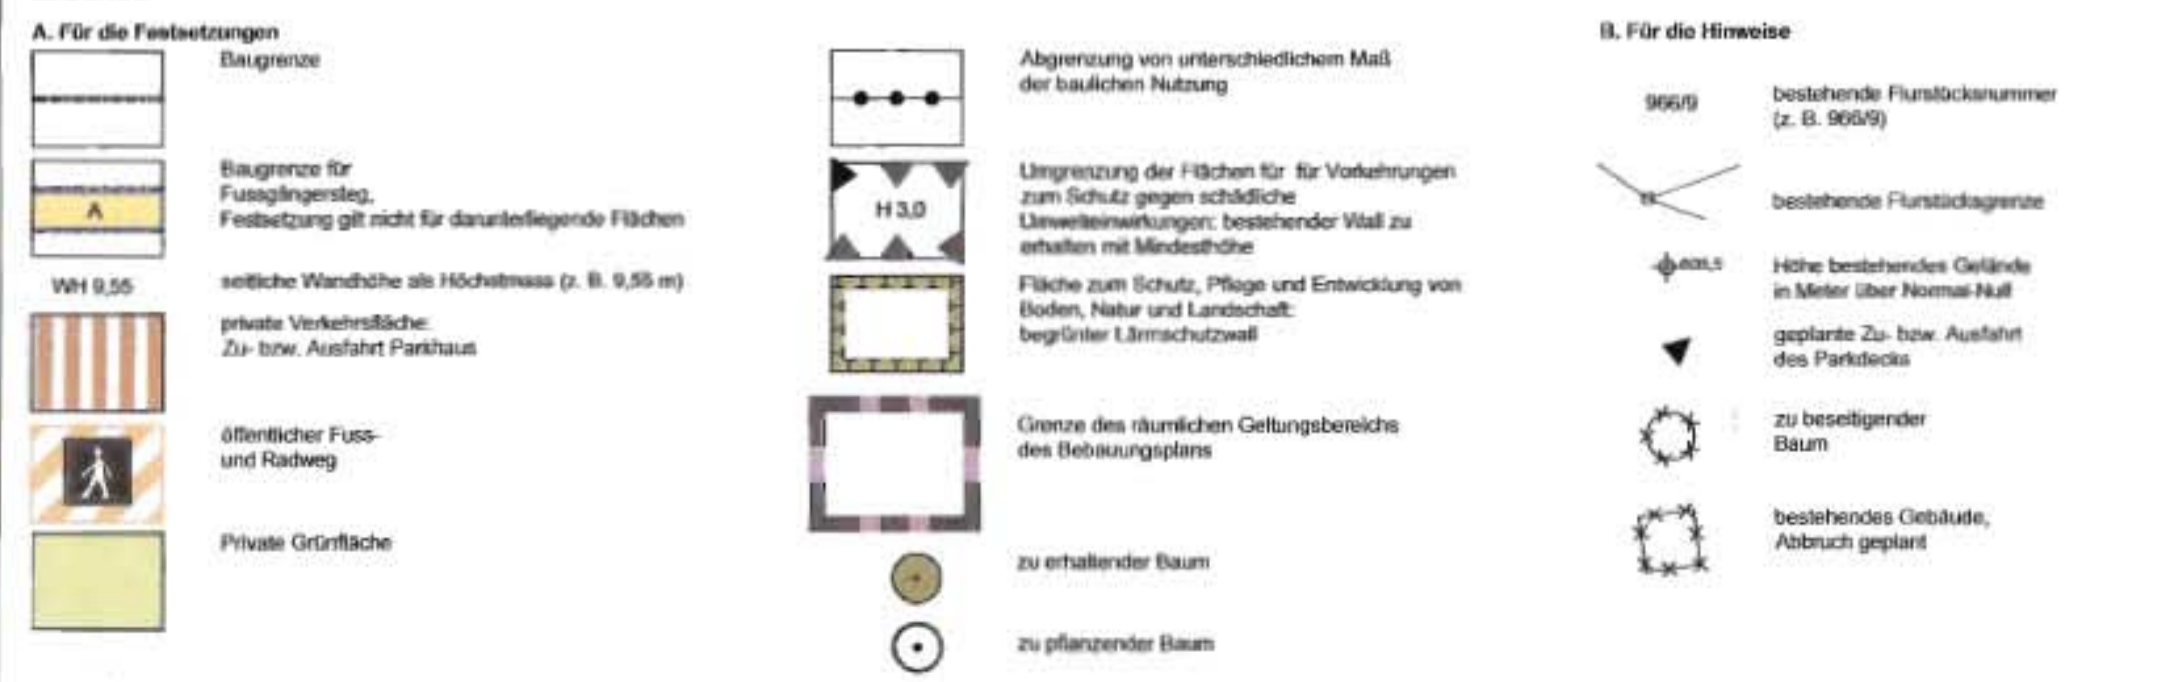 A. Für die Festsetzungen
Baugrenze
A
Baugrenze für
Fussgängersteg,
Festsetzung gilt nicht für darunterliegende Flächen
WH 9,55
seitliche Wandhöhe als Höchstmass (z. B. 9,55 m)
private Verkehrsfläche:
Zu- bzw. Ausfahrt Parkhaus
öffentlicher Fuss-
und Radweg
Private Grünfläche
Abgrenzung von unterschiedlichem Maß
der baulichen Nutzung
H 3,0
Umgrenzung der Flächen für für Vorkehrungen
zum Schutz gegen schädliche
Umwelteinwirkungen: bestehender Wall zu
erhalten mit Mindesthöhe
Fläche zum Schutz, Pflege und Entwicklung von
Boden, Natur und Landschaft:
begrünter Lärmschutzwall
Grenze des räumlichen Geltungsbereichs
des Bebauungsplans
zu erhaltender Baum
zu pflanzender Baum
B. Für die Hinweise
966/9
bestehende Flurstücksnummer
(z. B. 966/9)
bestehende Flurstücksgrenze
Höhe bestehendes Gelände
in Meter über Normal-Null
geplante Zu- bzw. Ausfahrt
des Parkdecks
zu beseitigender
Baum
bestehendes Gebäude,
Abbruch geplant